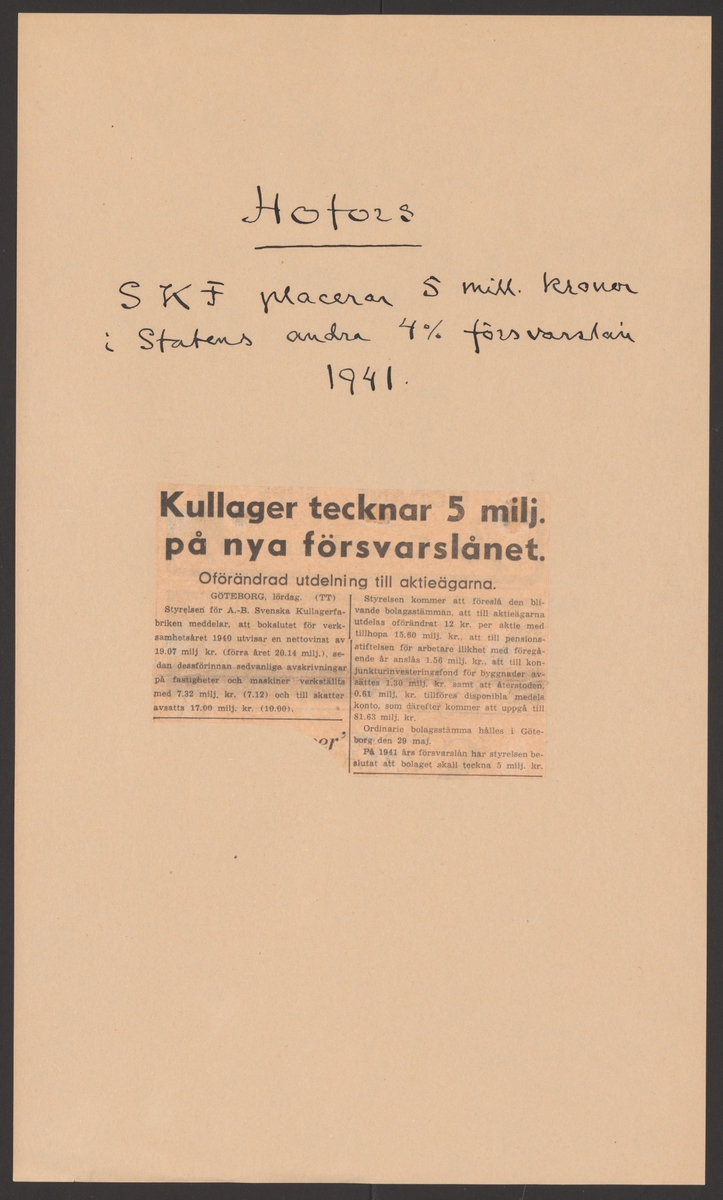 Hofors
SKF placerar 5 mill. kronor
i Statens andra 4% försvarslån
1941.
Kullager tecknar 5 milj.
på nya försvarslånet.
Oförändrad utdelning till aktieägarna.
GÖTEBORG, lördag. (TT)
Styrelsen för A.-B. Svenska Kullagerfa-
briken meddelar, att bokslutet för verk-
samhetsåret 1940 utvisar en nettovinst av
19.07 milj kr. (förra året 20.14 milj.), se-
dan dessförinnan sedvanliga avskrivningar
på fastigheter och maskiner verkställts
med 7.32 milj. kr. (7.12) och till skatter
avsatts 17.00 milj. kr. (10.00).
Styrelsen kommer att föreslå den bli-
vande bolagsstämman, att till aktieägarna
utdelas oförändrat 12 kr. per aktie med
tillhopa 15.60 milj. kr., att till pensions-
stiftelsen för arbetare ilikhet med föregå-
ende år anslås 1.56 milj. kr., att till kon-
junkturinvesteringsfond för byggnader av-
sättes 1.30 milj. kr. samt att återstoden,
0.61 milj. kr. tillföres disponibla medels
konto, som därefter kommer att uppgå till
81.63 milj. kr.
Ordinarie bolagsstämma hålles i Göte-
borg den 29 maj.
På 1941 års försvarslån har styrelsen be-
slutat att bolaget skall teckna 5 milj. kr.